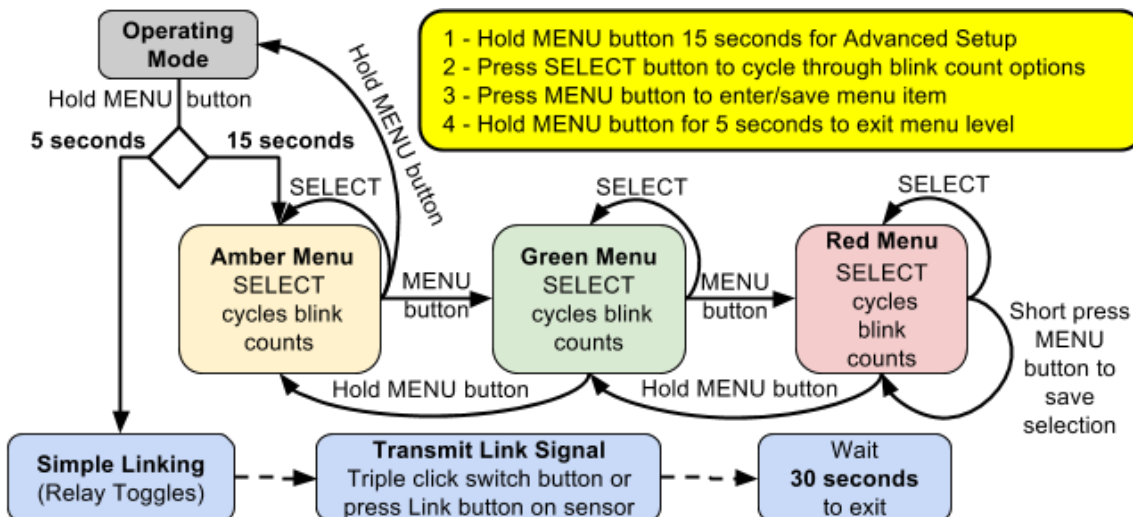 Operating
Mode
1 - Hold MENU button 15 seconds for Advanced Setup
2 - Press SELECT button to cycle through blink count options
3 - Press MENU button to enter/save menu item
4 - Hold MENU button for 5 seconds to exit menu level
Hold MENU button
Hold MENU button
5 seconds
15 seconds
SELECT
SELECT
SELECT
Amber Menu
SELECT
cycles blink
counts
MENU
button
Green Menu
SELECT
cycles blink
counts
MENU
button
Red Menu
SELECT
cycles
blink
counts
Short press
MENU
button to
save
selection
Hold MENU button
Hold MENU button
Simple Linking
(Relay Toggles)
Transmit Link Signal
Triple click switch button or
press Link button on sensor
Wait
30 seconds
to exit